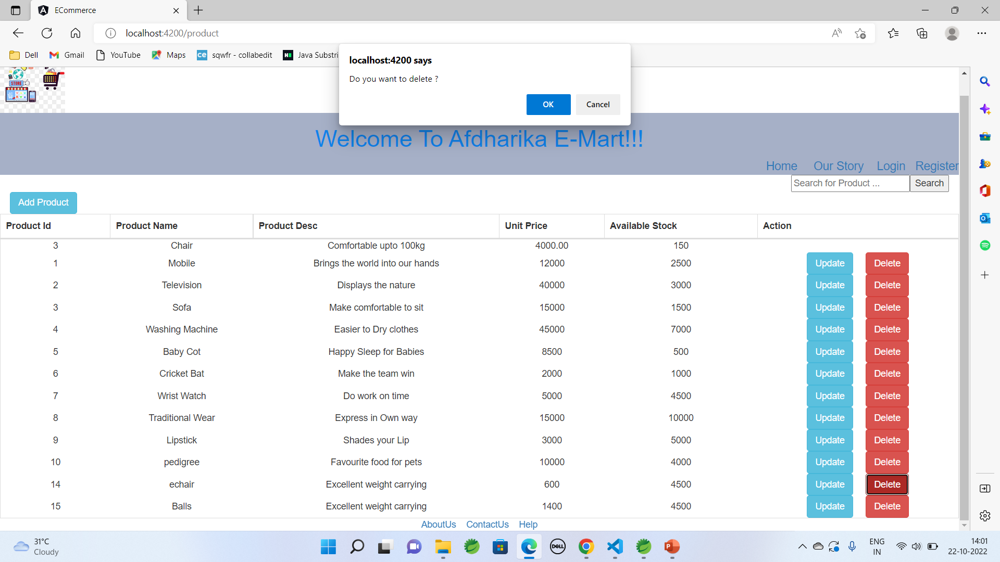 ECommerce
localhost:4200/product
Dell
Gmail
YouTube
Maps
ce
sqwfr - collabedit
Java Substri
localhost:4200 says
Do you want to delete ?
OK
Cancel
STORE
Welcome To Afdharika E-Mart!!!
Home Our Story Login Register
Search for Product ... Search
Add Product
Product Id Product Name Product Desc Unit Price Available Stock Action
3 Chair Comfortable upto 100kg 4000.00 150
1 Mobile Brings the world into our hands 12000 2500 Update Delete
2 Television Displays the nature 40000 3000 Update Delete
3 Sofa Make comfortable to sit 15000 1500 Update Delete
4 Washing Machine Easier to Dry clothes 45000 7000 Update Delete
5 Baby Cot Happy Sleep for Babies 8500 500 Update Delete
6 Cricket Bat Make the team win 2000 1000 Update Delete
7 Wrist Watch Do work on time 5000 4500 Update Delete
8 Traditional Wear Express in Own way 15000 10000 Update Delete
9 Lipstick Shades your Lip 3000 5000 Update Delete
10 pedigree Favourite food for pets 10000 4000 Update Delete
14 echair Excellent weight carrying 600 4500 Update Delete
15 Balls Excellent weight carrying 1400 4500 Update Delete
AboutUs ContactUs Help
31°C
Cloudy
DELL
ENG
IN
14:01
22-10-2022